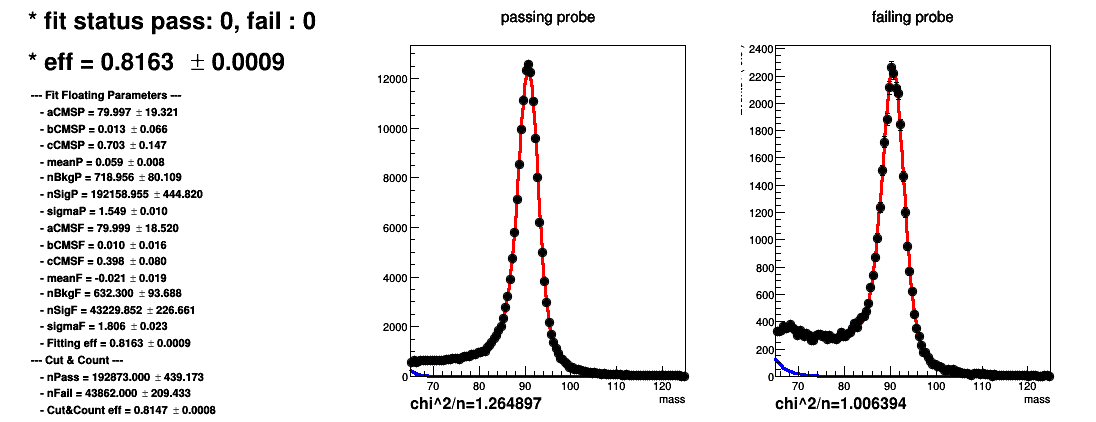 * fit status pass: 0, fail : 0
* eff = 0.8163 ± 0.0009
--- Fit Floating Parameters ---
- aCMSP = 79.997 ± 19.321
- bCMSP = 0.013 ± 0.066
- cCMSP = 0.703 ± 0.147
- meanP = 0.059 ± 0.008
- nBkgP = 718.956 ± 80.109
- nSigP = 192158.955 ± 444.820
- sigmaP = 1.549 ± 0.010
- aCMSF = 79.999 ± 18.520
- bCMSF = 0.010 ± 0.016
- cCMSF = 0.398 ± 0.080
- meanF = -0.021 ± 0.019
- nBkgF = 632.300 ± 93.688
- nSigF = 43229.852 ± 226.661
- sigmaF = 1.806 ± 0.023
- Fitting eff = 0.8163 ± 0.0009
--- Cut & Count ---
- nPass = 192873.000 ± 439.173
- nFail = 43862.000 ± 209.433
- Cut&Count eff = 0.8147 ± 0.0008
passing probe
12000
10000
8000
6000
4000
2000
0
70 80 90 100 110 120
mass
chi^2/n=1.264897
failing probe
2400
2200
2000
1800
1600
1400
1200
1000
800
600
400
200
0
70 80 90 100 110 120
mass
chi^2/n=1.006394